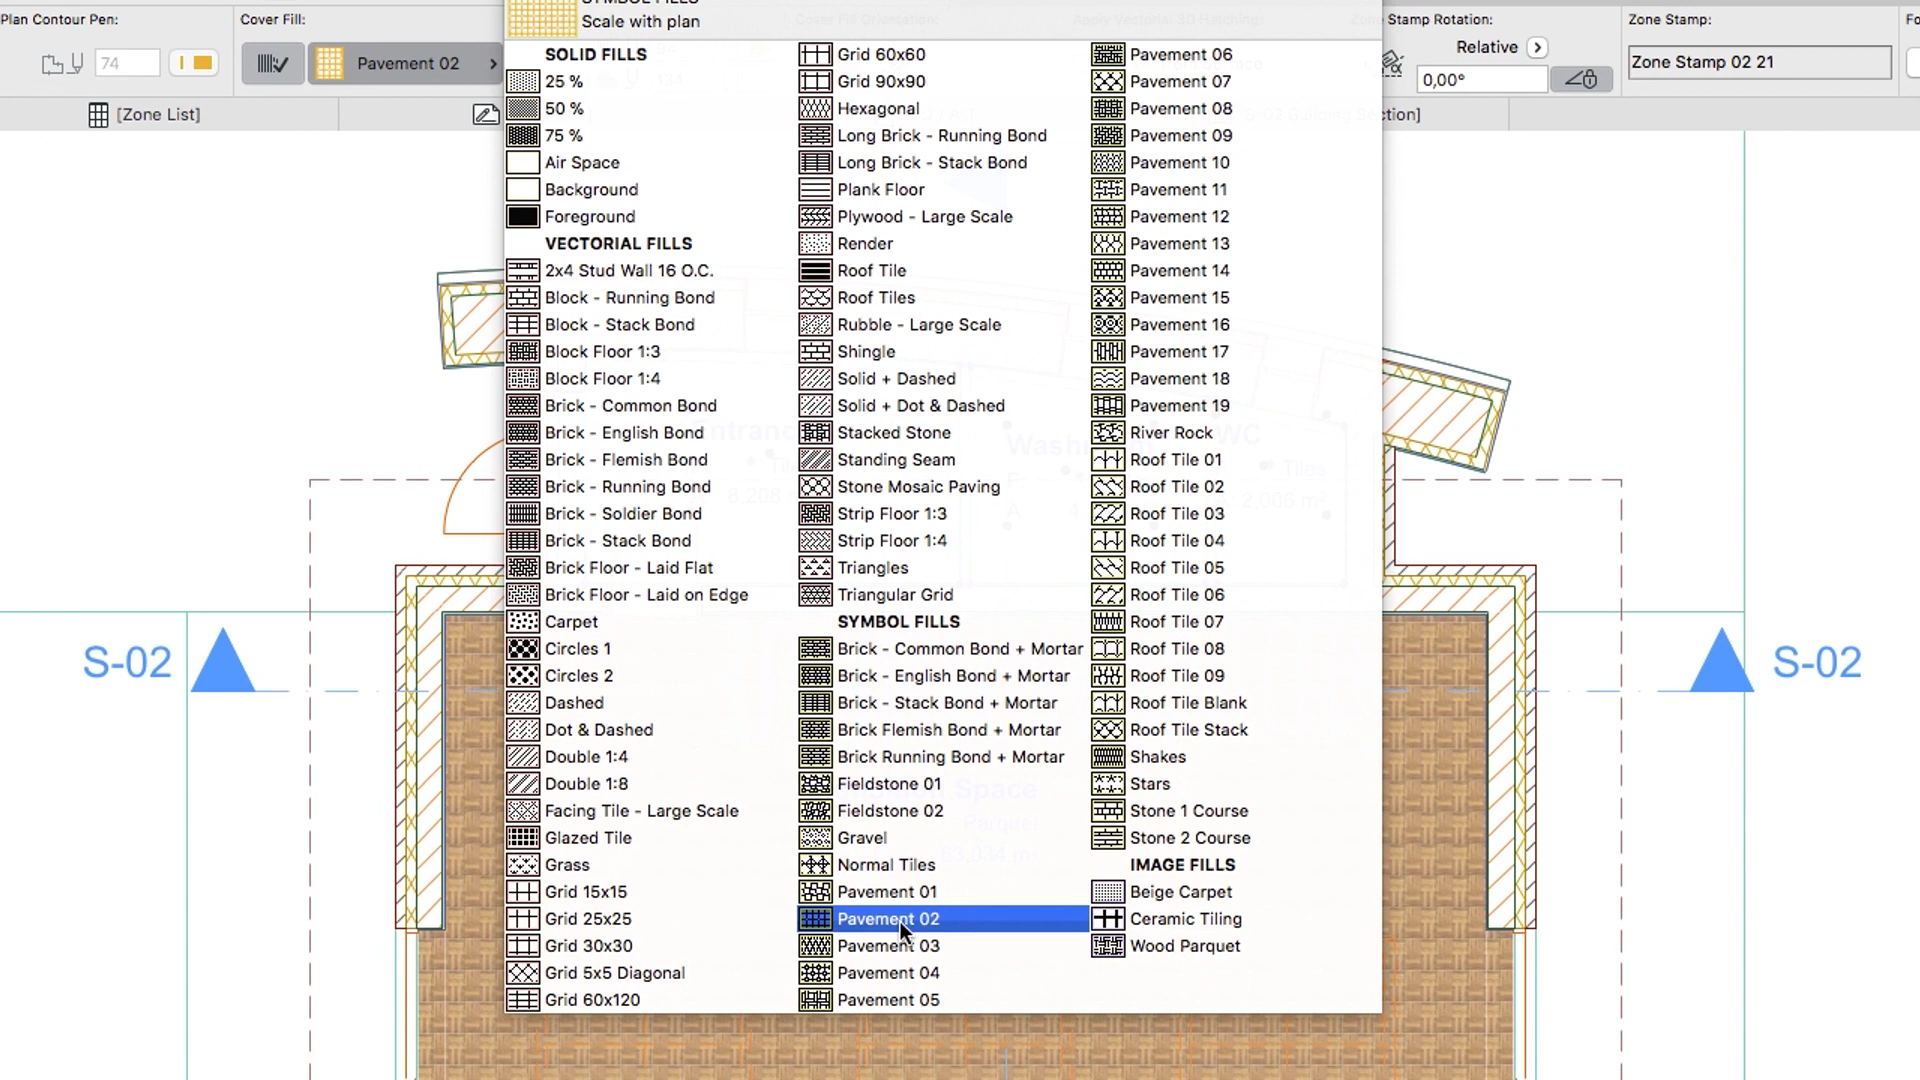 Plan Contour Pen:
74
Cover Fill:
Pavement 02
Scale with plan
Zone Stamp Rotation:
Relative
0,00°
Zone Stamp:
Zone Stamp 02 21
[Zone List]
S-02 Building Section]
SOLID FILLS
25 %
50 %
75 %
Air Space
Background
Foreground
VECTORIAL FILLS
2x4 Stud Wall 16 O.C.
Block - Running Bond
Block - Stack Bond
Block Floor 1:3
Block Floor 1:4
Brick - Common Bond
Brick - English Bond
Brick - Flemish Bond
Brick - Running Bond
Brick - Soldier Bond
Brick - Stack Bond
Brick Floor - Laid Flat
Brick Floor - Laid on Edge
Carpet
Circles 1
Circles 2
Dashed
Dot & Dashed
Double 1:4
Double 1:8
Facing Tile - Large Scale
Glazed Tile
Grass
Grid 15x15
Grid 25x25
Grid 30x30
Grid 5x5 Diagonal
Grid 60x120
Grid 60x60
Grid 90x90
Hexagonal
Long Brick - Running Bond
Long Brick - Stack Bond
Plank Floor
Plywood - Large Scale
Render
Roof Tile
Roof Tiles
Rubble - Large Scale
Shingle
Solid + Dashed
Solid + Dot & Dashed
Stacked Stone
Standing Seam
Stone Mosaic Paving
Strip Floor 1:3
Strip Floor 1:4
Triangles
Triangular Grid
SYMBOL FILLS
Brick - Common Bond + Mortar
Brick - English Bond + Mortar
Brick - Stack Bond + Mortar
Brick Flemish Bond + Mortar
Brick Running Bond + Mortar
Fieldstone 01
Fieldstone 02
Gravel
Normal Tiles
Pavement 01
Pavement 02
Pavement 03
Pavement 04
Pavement 05
Pavement 06
Pavement 07
Pavement 08
Pavement 09
Pavement 10
Pavement 11
Pavement 12
Pavement 13
Pavement 14
Pavement 15
Pavement 16
Pavement 17
Pavement 18
Pavement 19
River Rock
Roof Tile 01
Roof Tile 02
Roof Tile 03
Roof Tile 04
Roof Tile 05
Roof Tile 06
Roof Tile 07
Roof Tile 08
Roof Tile 09
Roof Tile Blank
Roof Tile Stack
Shakes
Stars
Stone 1 Course
Stone 2 Course
IMAGE FILLS
Beige Carpet
Ceramic Tiling
Wood Parquet
S-02
S-02